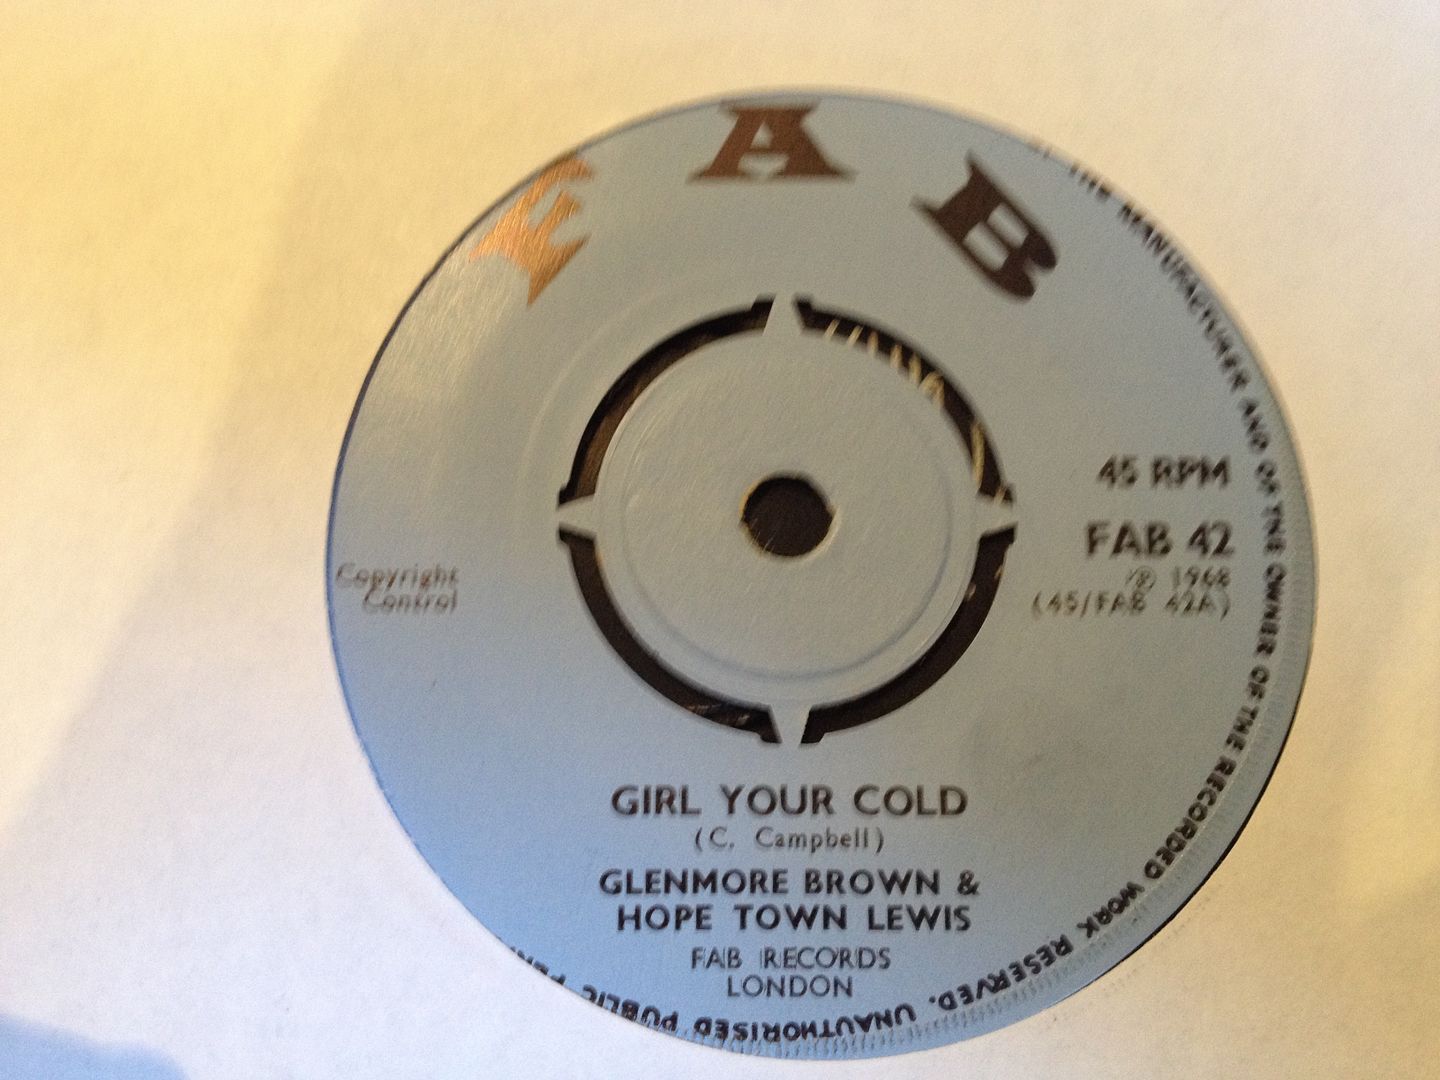 FAB
45 RPM
FAB 42
Ⓟ 1968
(45/FAB 42A)
Copyright
Control
GIRL YOUR COLD
(C. Campbell)
GLENMORE BROWN &
HOPE TOWN LEWIS
FAB RECORDS
LONDON
THE MANUFACTURER AND OF THE OWNER OF THE RECORDED WORK RESERVED. UNAUTHORISED PUBLIC